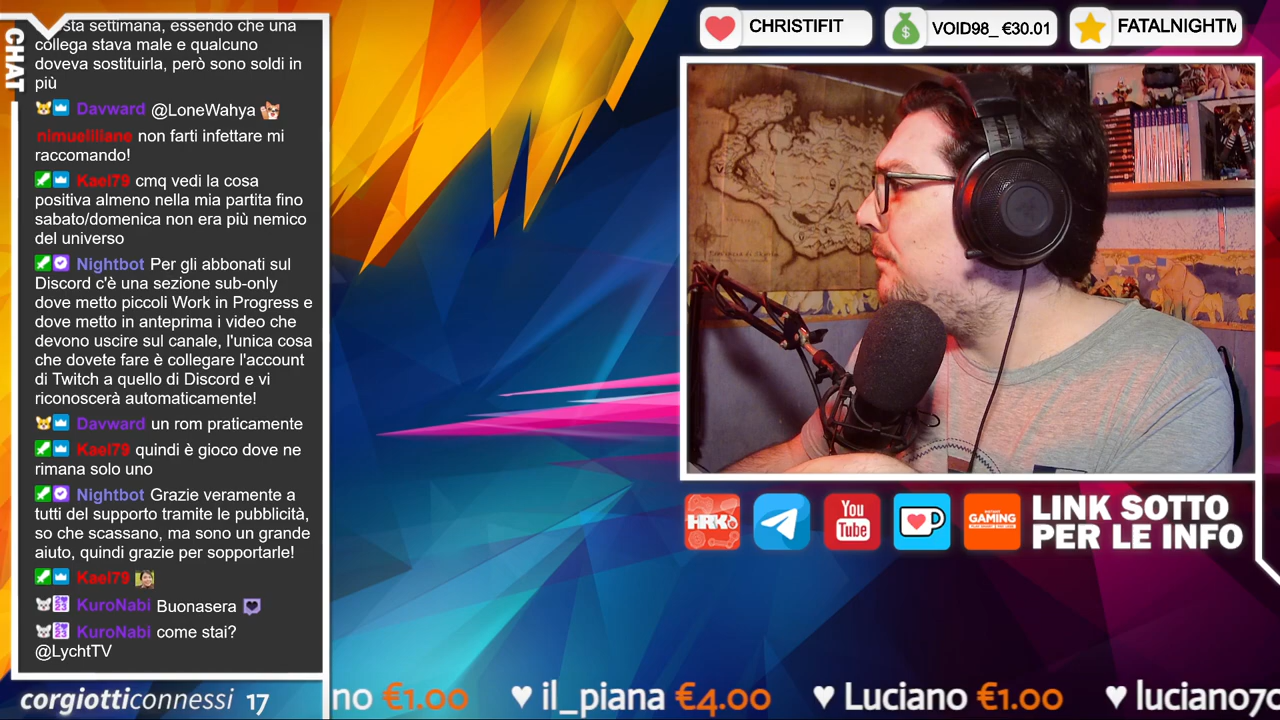 CHRISTIFIT
VOID98_ €30.01
FATALNIGHTM
CHAT
sta settimana, essendo che una
collega stava male e qualcuno
doveva sostituirla, però sono soldi in
più
Davward @LoneWahya
nimueliliane non farti infettare mi
raccomando!
Kael79 cmq vedi la cosa
positiva almeno nella mia partita fino
sabato/domenica non era più nemico
del universo
Nightbot Per gli abbonati sul
Discord c'è una sezione sub-only
dove metto piccoli Work in Progress e
dove metto in anteprima i video che
devono uscire sul canale, l'unica cosa
che dovete fare è collegare l'account
di Twitch a quello di Discord e vi
riconoscerà automaticamente!
Davward un rom praticamente
Kael79 quindi è gioco dove ne
rimana solo uno
Nightbot Grazie veramente a
tutti del supporto tramite le pubblicità,
so che scassano, ma sono un grande
aiuto, quindi grazie per sopportarle!
Kael79
KuroNabi Buonasera
KuroNabi come stai?
@LychtTV
HRK
You
Tube
GAMING
LINK SOTTO
PER LE INFO
corgiotticonnessi 17
no €1.00 ♥ il_piana €4.00 ♥ Luciano €1.00 ♥ luciano70